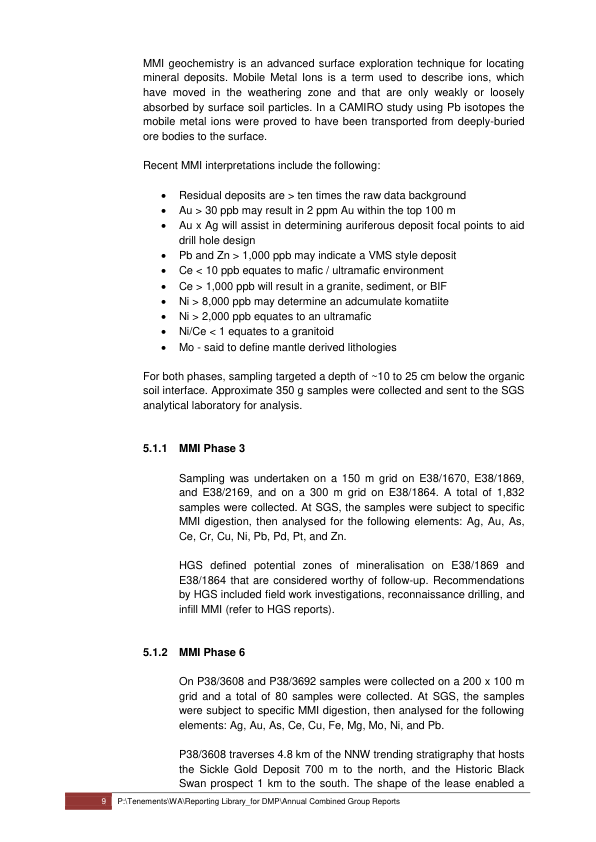 MMI geochemistry is an advanced surface exploration technique for locating
mineral deposits. Mobile Metal Ions is a term used to describe ions, which
have moved in the weathering zone and that are only weakly or loosely
absorbed by surface soil particles. In a CAMIRO study using Pb isotopes the
mobile metal ions were proved to have been transported from deeply-buried
ore bodies to the surface.
Recent MMI interpretations include the following:
• Residual deposits are > ten times the raw data background
• Au > 30 ppb may result in 2 ppm Au within the top 100 m
• Au x Ag will assist in determining auriferous deposit focal points to aid
drill hole design
• Pb and Zn > 1,000 ppb may indicate a VMS style deposit
• Ce < 10 ppb equates to mafic / ultramafic environment
• Ce > 1,000 ppb will result in a granite, sediment, or BIF
• Ni > 8,000 ppb may determine an adcumulate komatiite
• Ni > 2,000 ppb equates to an ultramafic
• Ni/Ce < 1 equates to a granitoid
• Mo - said to define mantle derived lithologies
For both phases, sampling targeted a depth of ~10 to 25 cm below the organic
soil interface. Approximate 350 g samples were collected and sent to the SGS
analytical laboratory for analysis.
5.1.1 MMI Phase 3
Sampling was undertaken on a 150 m grid on E38/1670, E38/1869,
and E38/2169, and on a 300 m grid on E38/1864. A total of 1,832
samples were collected. At SGS, the samples were subject to specific
MMI digestion, then analysed for the following elements: Ag, Au, As,
Ce, Cr, Cu, Ni, Pb, Pd, Pt, and Zn.
HGS defined potential zones of mineralisation on E38/1869 and
E38/1864 that are considered worthy of follow-up. Recommendations
by HGS included field work investigations, reconnaissance drilling, and
infill MMI (refer to HGS reports).
5.1.2 MMI Phase 6
On P38/3608 and P38/3692 samples were collected on a 200 x 100 m
grid and a total of 80 samples were collected. At SGS, the samples
were subject to specific MMI digestion, then analysed for the following
elements: Ag, Au, As, Ce, Cu, Fe, Mg, Mo, Ni, and Pb.
P38/3608 traverses 4.8 km of the NNW trending stratigraphy that hosts
the Sickle Gold Deposit 700 m to the north, and the Historic Black
Swan prospect 1 km to the south. The shape of the lease enabled a
9 P:\Tenements\WA\Reporting Library_for DMP\Annual Combined Group Reports